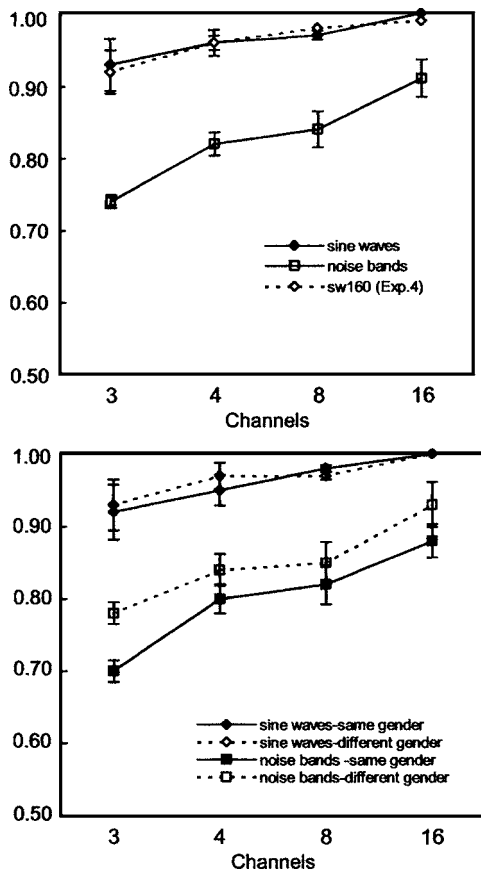 1.00
0.90
0.80
0.70
0.60
0.50
sine waves
noise bands
sw160 (Exp.4)
3 4 8 16
Channels
1.00
0.90
0.80
0.70
0.60
0.50
sine waves-same gender
sine waves-different gender
noise bands -same gender
noise bands-different gender
3 4 8 16
Channels